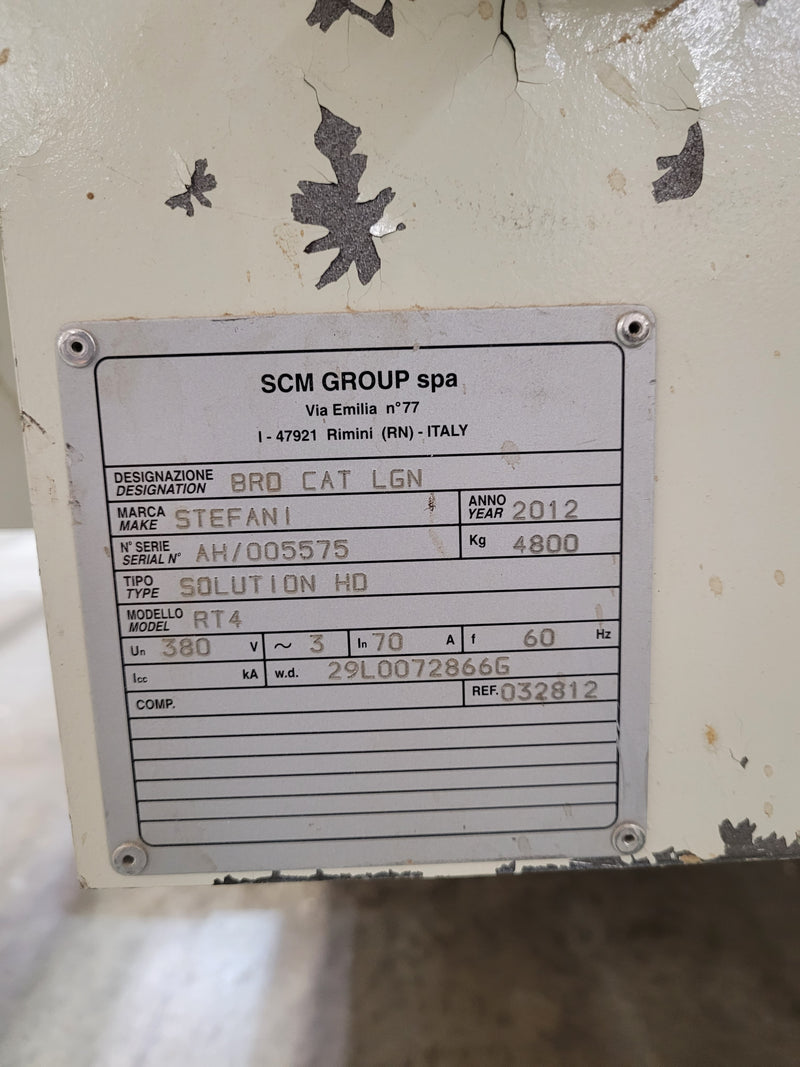 SCM GROUP spa
Via Emilia n°77
I - 47921 Rimini (RN) - ITALY
DESIGNAZIONE
DESIGNATION BRD CAT LGN
MARCA
MAKE STEFANI
ANNO
YEAR 2012
N° SERIE
SERIAL N° AH/005575
Kg 4800
TIPO
TYPE SOLUTION HD
MODELLO
MODEL RT4
Un 380 V ~ 3 In 70 A f 60 Hz
Icc kA w.d. 29L0072866G
COMP. REF. 032812